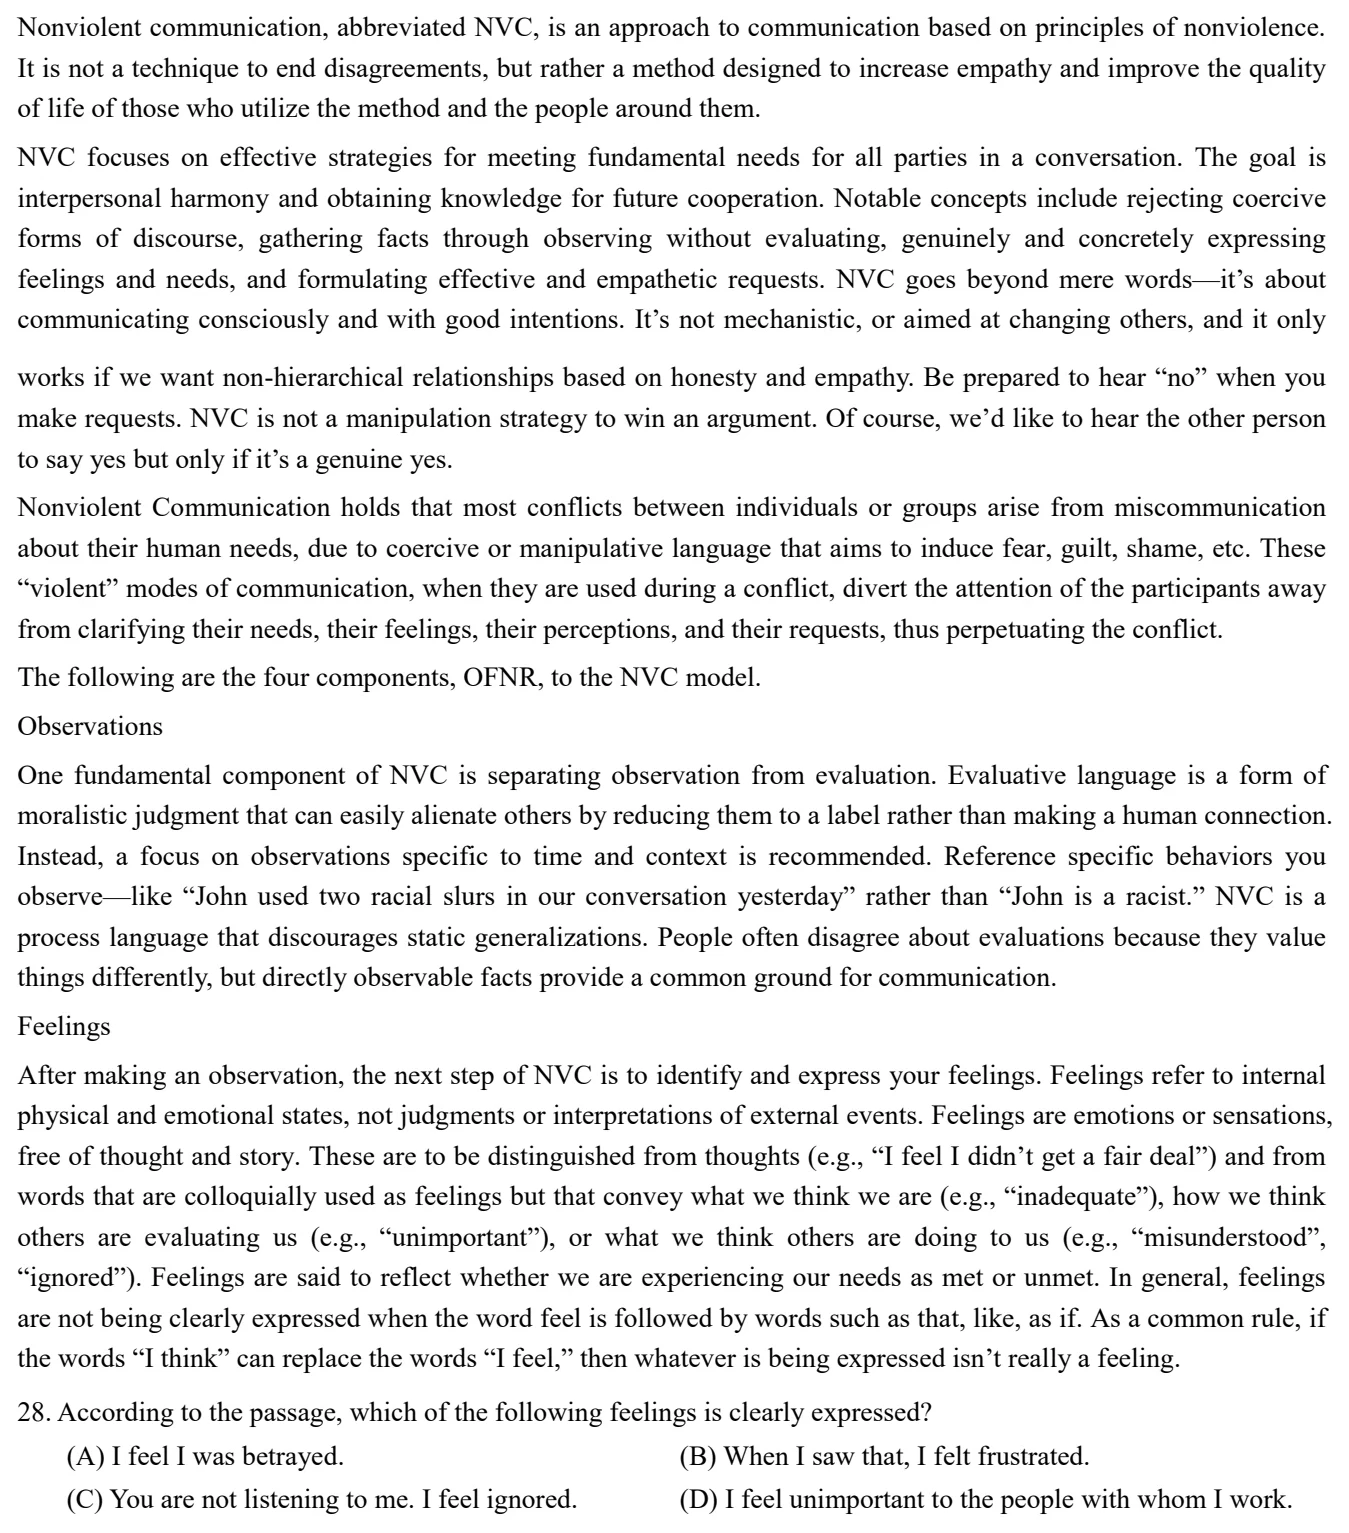 Nonviolent communication, abbreviated NVC, is an approach to communication based on principles of nonviolence.
It is not a technique to end disagreements, but rather a method designed to increase empathy and improve the quality
of life of those who utilize the method and the people around them.
NVC focuses on effective strategies for meeting fundamental needs for all parties in a conversation. The goal is
interpersonal harmony and obtaining knowledge for future cooperation. Notable concepts include rejecting coercive
forms of discourse, gathering facts through observing without evaluating, genuinely and concretely expressing
feelings and needs, and formulating effective and empathetic requests. NVC goes beyond mere words—it’s about
communicating consciously and with good intentions. It’s not mechanistic, or aimed at changing others, and it only
works if we want non-hierarchical relationships based on honesty and empathy. Be prepared to hear “no” when you
make requests. NVC is not a manipulation strategy to win an argument. Of course, we’d like to hear the other person
to say yes but only if it’s a genuine yes.
Nonviolent Communication holds that most conflicts between individuals or groups arise from miscommunication
about their human needs, due to coercive or manipulative language that aims to induce fear, guilt, shame, etc. These
“violent” modes of communication, when they are used during a conflict, divert the attention of the participants away
from clarifying their needs, their feelings, their perceptions, and their requests, thus perpetuating the conflict.
The following are the four components, OFNR, to the NVC model.
Observations
One fundamental component of NVC is separating observation from evaluation. Evaluative language is a form of
moralistic judgment that can easily alienate others by reducing them to a label rather than making a human connection.
Instead, a focus on observations specific to time and context is recommended. Reference specific behaviors you
observe—like “John used two racial slurs in our conversation yesterday” rather than “John is a racist.” NVC is a
process language that discourages static generalizations. People often disagree about evaluations because they value
things differently, but directly observable facts provide a common ground for communication.
Feelings
After making an observation, the next step of NVC is to identify and express your feelings. Feelings refer to internal
physical and emotional states, not judgments or interpretations of external events. Feelings are emotions or sensations,
free of thought and story. These are to be distinguished from thoughts (e.g., “I feel I didn’t get a fair deal”) and from
words that are colloquially used as feelings but that convey what we think we are (e.g., “inadequate”), how we think
others are evaluating us (e.g., “unimportant”), or what we think others are doing to us (e.g., “misunderstood”,
“ignored”). Feelings are said to reflect whether we are experiencing our needs as met or unmet. In general, feelings
are not being clearly expressed when the word feel is followed by words such as that, like, as if. As a common rule, if
the words “I think” can replace the words “I feel,” then whatever is being expressed isn’t really a feeling.
28. According to the passage, which of the following feelings is clearly expressed?
(A) I feel I was betrayed. (B) When I saw that, I felt frustrated.
(C) You are not listening to me. I feel ignored. (D) I feel unimportant to the people with whom I work.